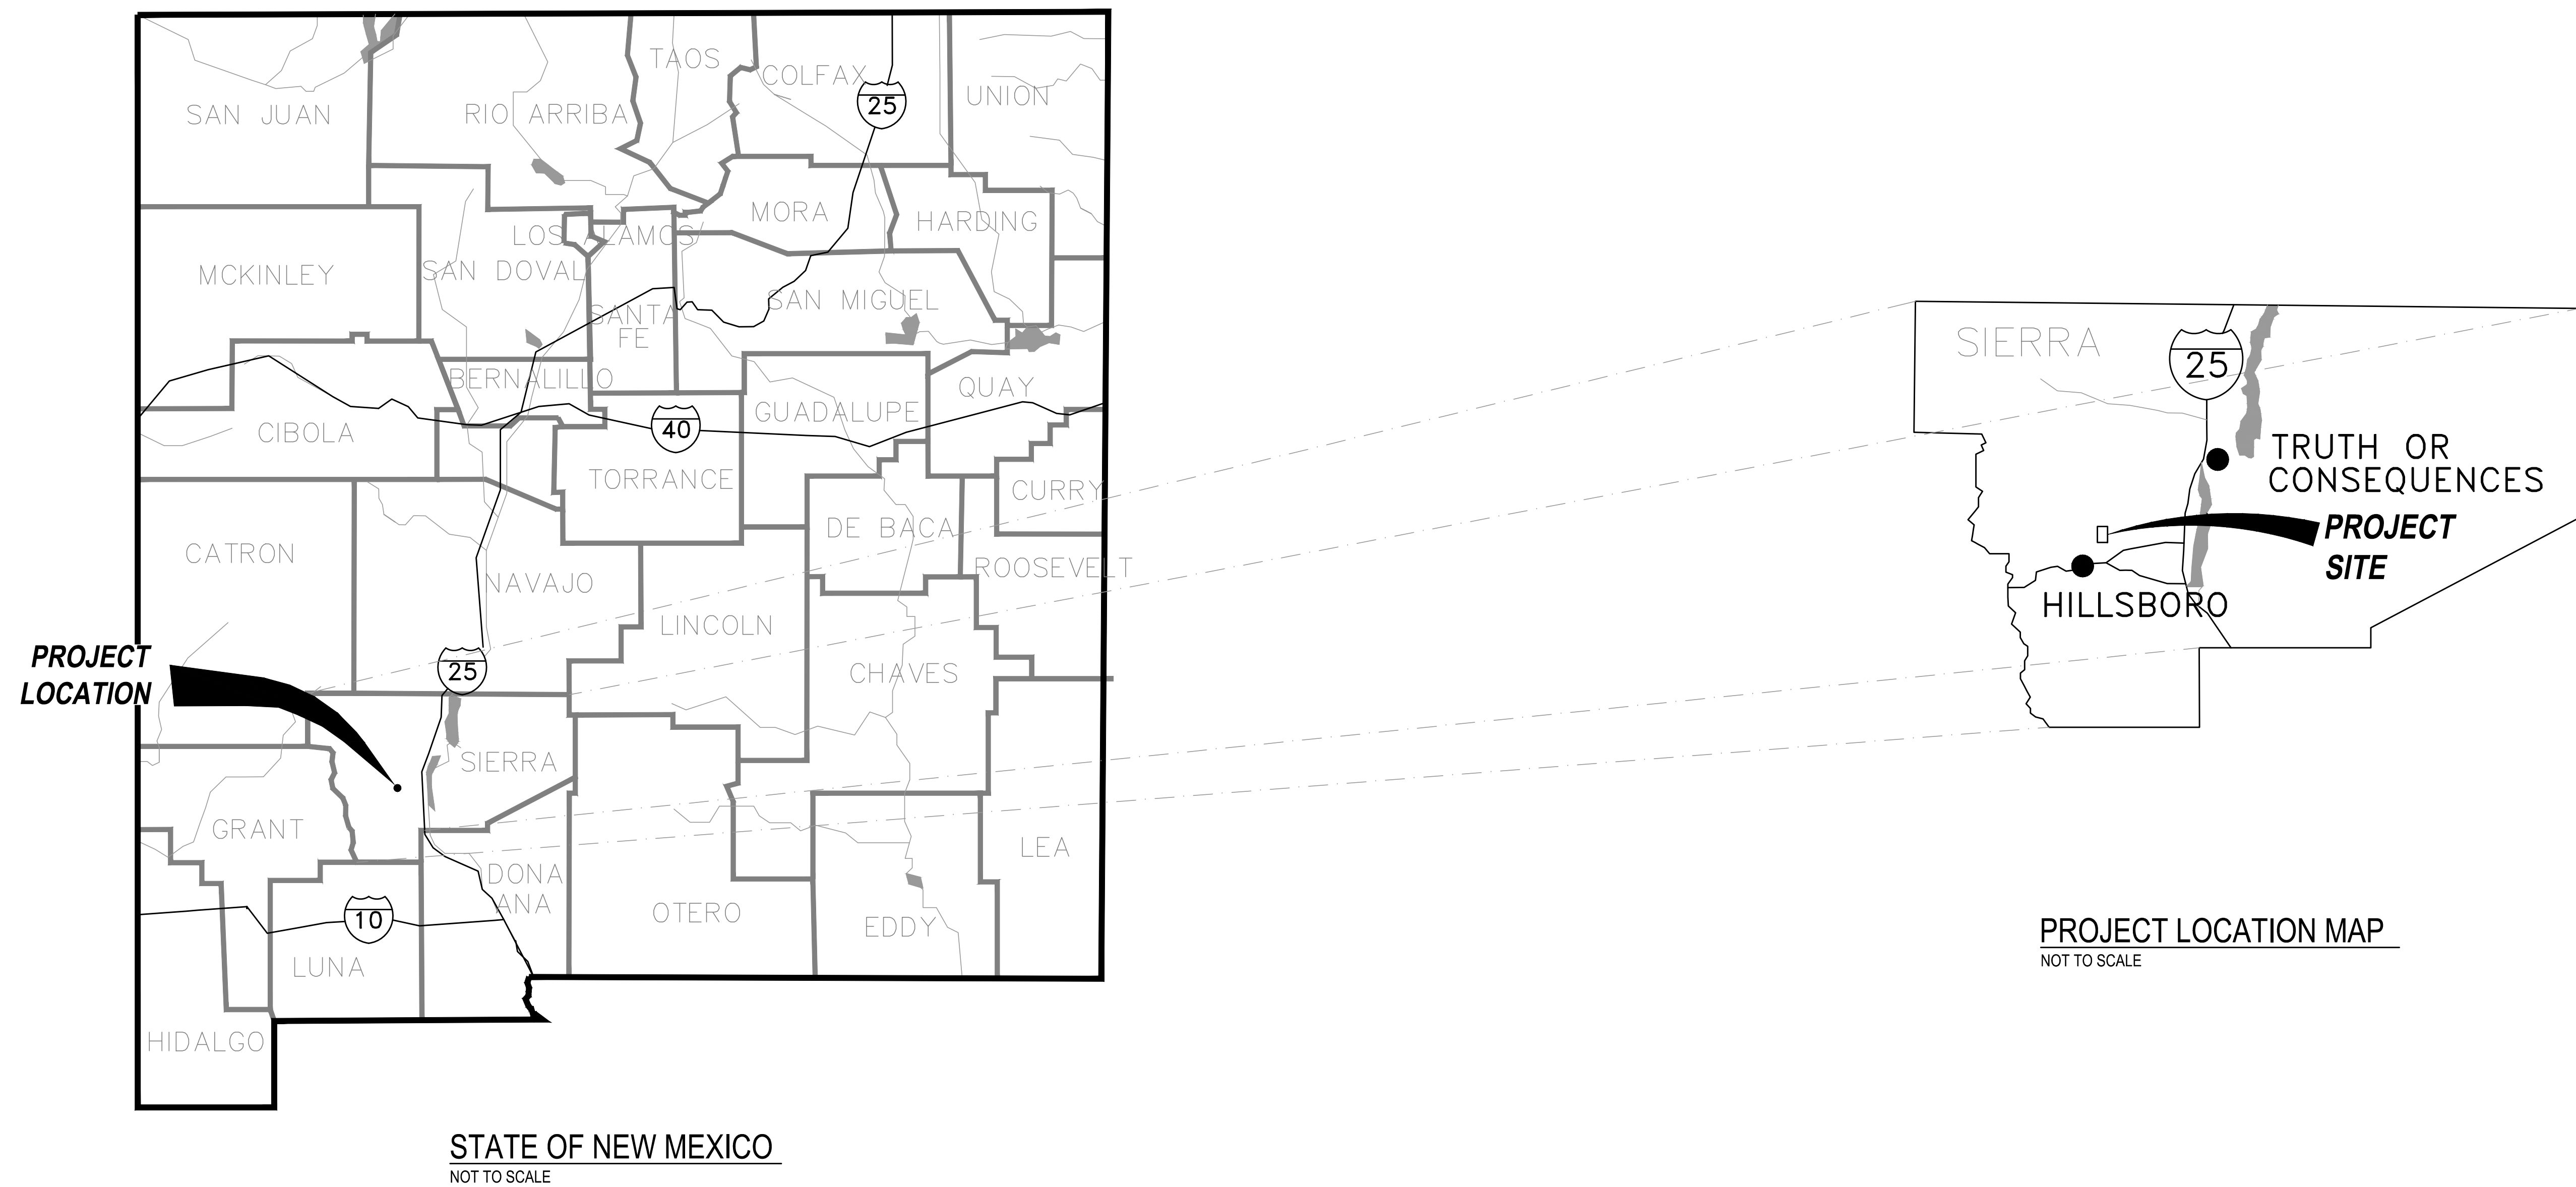 TAOS
COLFAX
UNION
25
SAN JUAN
RIO ARRIBA
MORA
HARDING
LOS ALAMOS
MCKINLEY
SAN DOVAL
SAN MIGUEL
SANTA
FE
BERNALILLO
QUAY
GUADALUPE
CIBOLA
40
TORRANCE
CURRY
DE BACA
CATRON
ROOSEVELT
NAVAJO
LINCOLN
PROJECT
LOCATION
25
CHAVES
SIERRA
GRANT
LEA
DONA
ANA
10
OTERO
EDDY
LUNA
HIDALGO
STATE OF NEW MEXICO
NOT TO SCALE
SIERRA
25
TRUTH OR
CONSEQUENCES
PROJECT
SITE
HILLSBORO
PROJECT LOCATION MAP
NOT TO SCALE